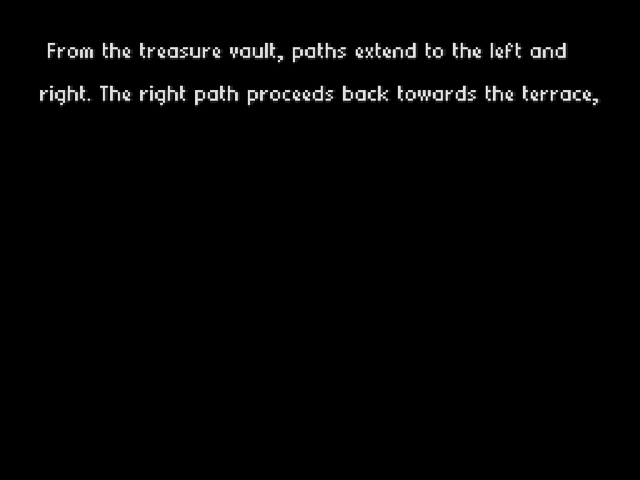 From the treasure vault, paths extend to the left and
right. The right path proceeds back towards the terrace,